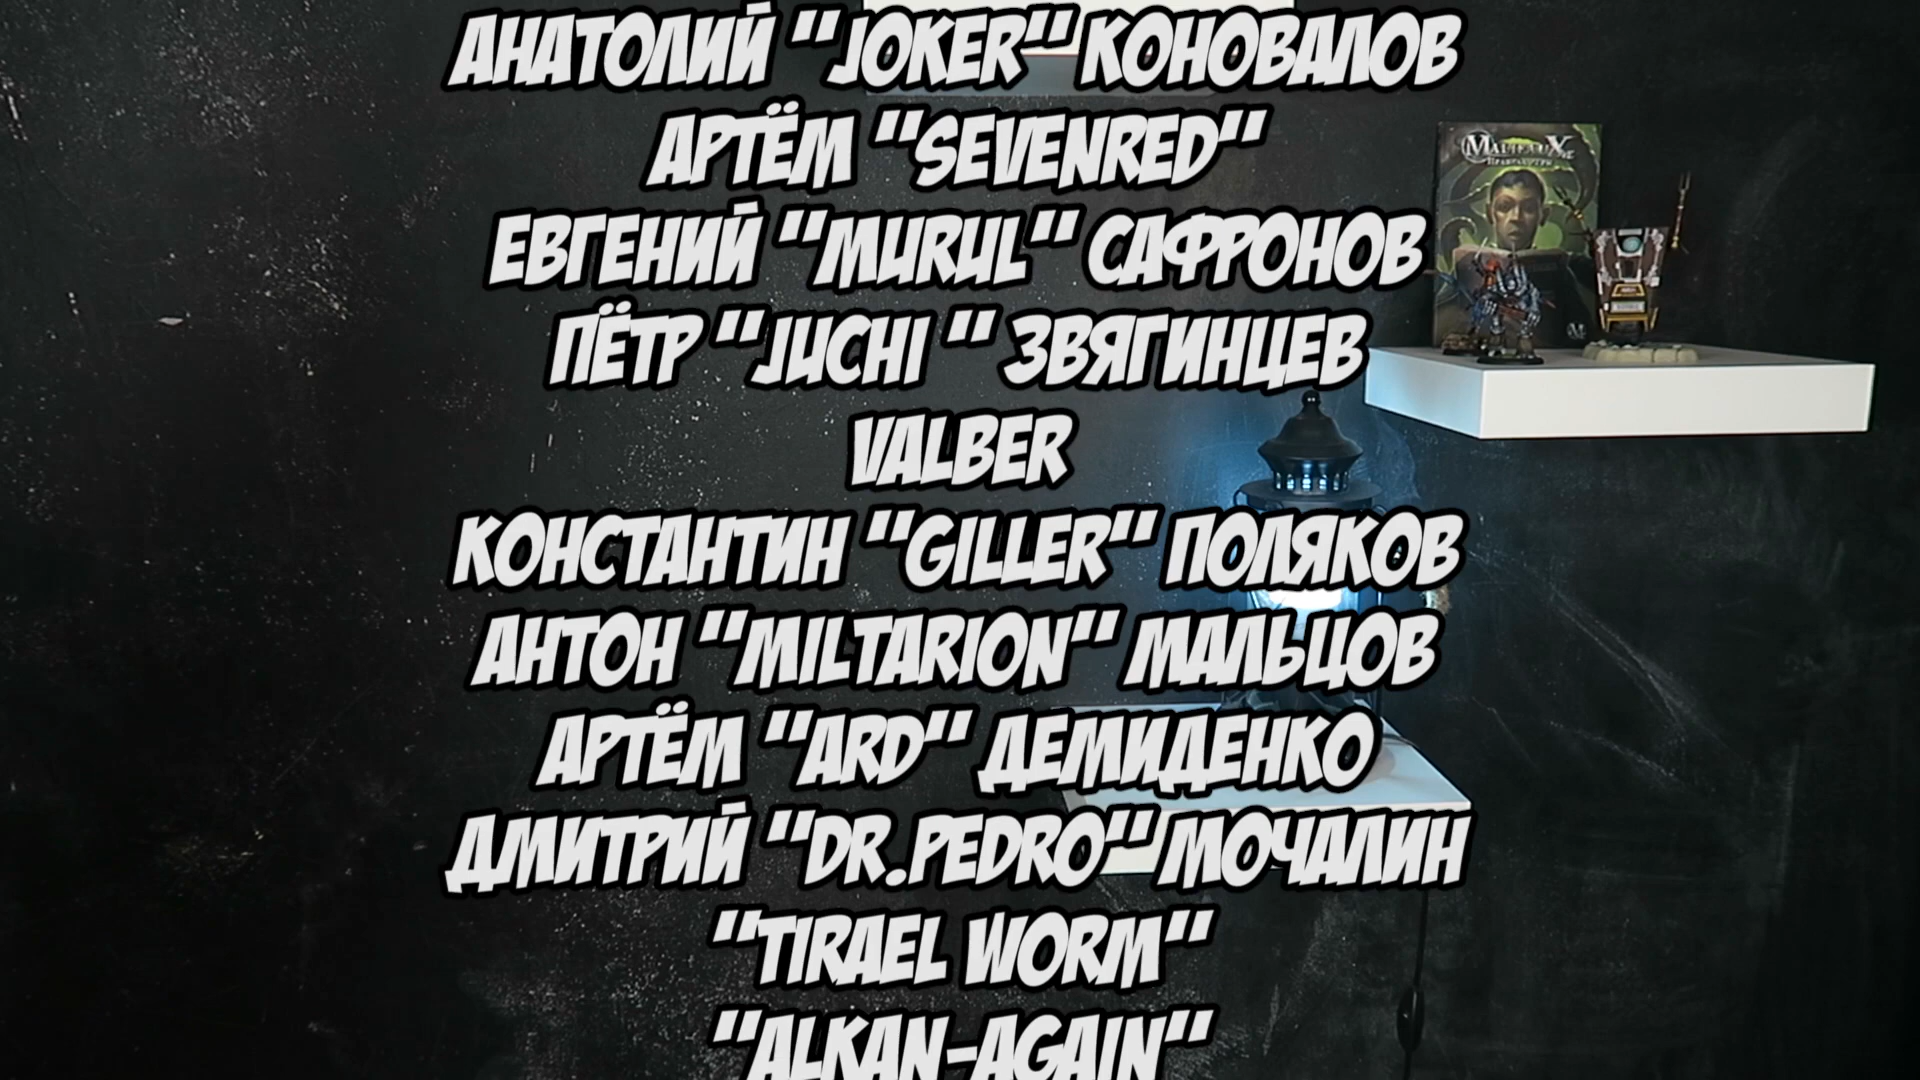 АНАТОЛИЙ "JOKER" КОНОВАЛОВ
АРТЁМ "SEVENRED"
ЕВГЕНИЙ "MURUL" САФРОНОВ
ПЁТР "JUCHI " ЗВЯГИНЦЕВ
VALBER
КОНСТАНТИН "GILLER" ПОЛЯКОВ
АНТОН "MILTARION" МАЛЬЦОВ
АРТЁМ "ARD" ДЕМИДЕНКО
ДМИТРИЙ "DR.PEDRO" МОЧАЛИН
"TIRAEL WORM"
"ALKAN-AGAIN"
MALIFAUX